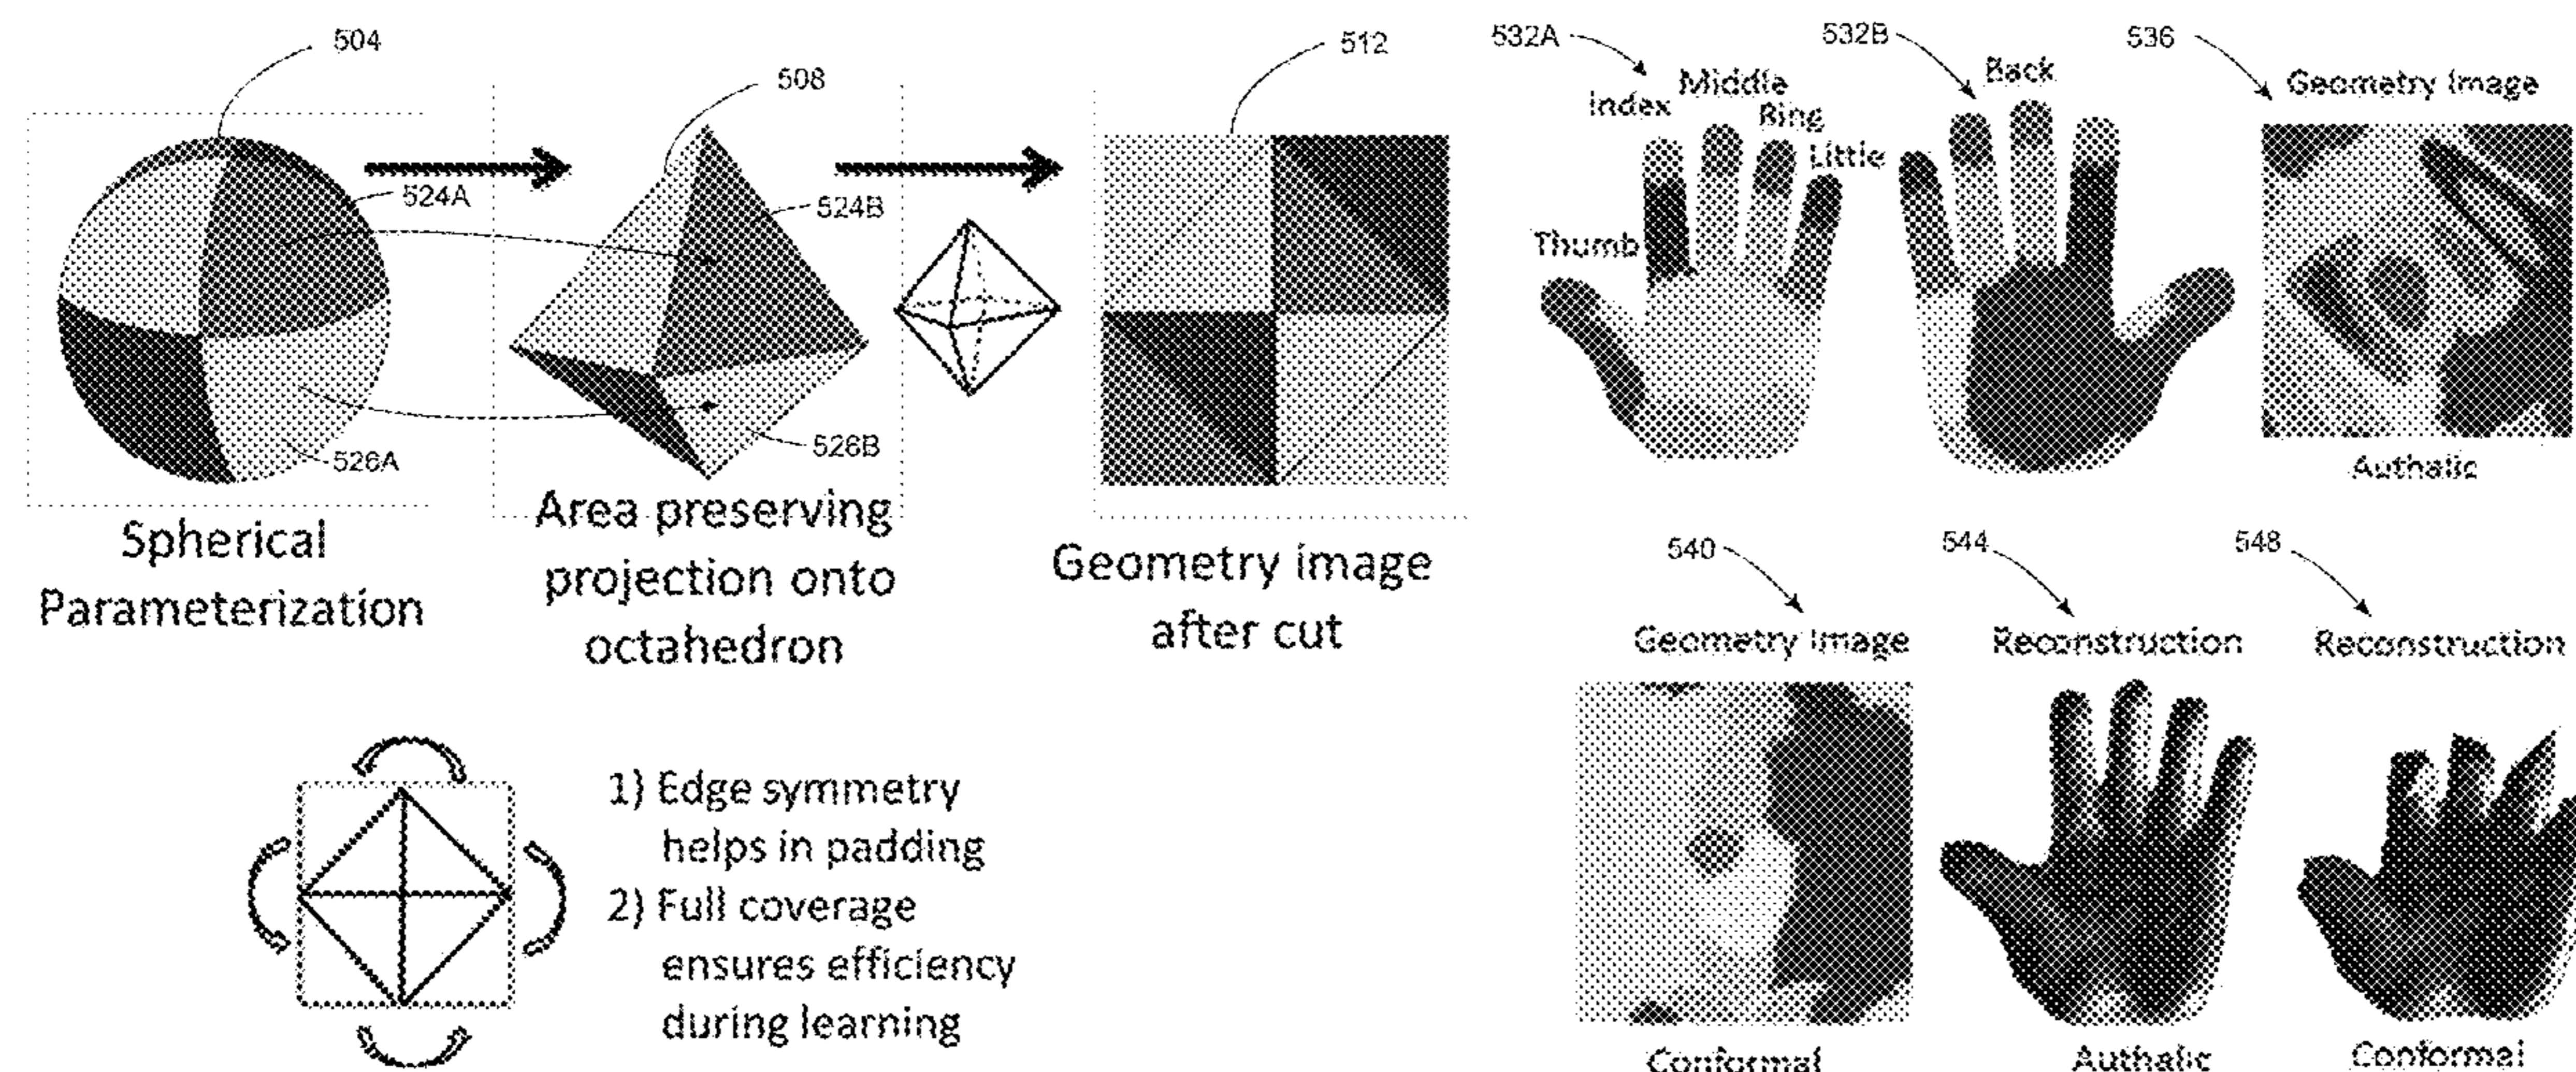 504
508
512
532A
532B
536
Index
Middle
Ring
Little
Thumb
Back
Geometry Image
Authalic
524A
524B
526A
526B
Spherical
Parameterization
Area preserving
projection onto
octahedron
Geometry image
after cut
540
544
548
Geometry Image
Reconstruction
Reconstruction
Conformal
Authalic
Conformal
1) Edge symmetry
helps in padding
2) Full coverage
ensures efficiency
during learning